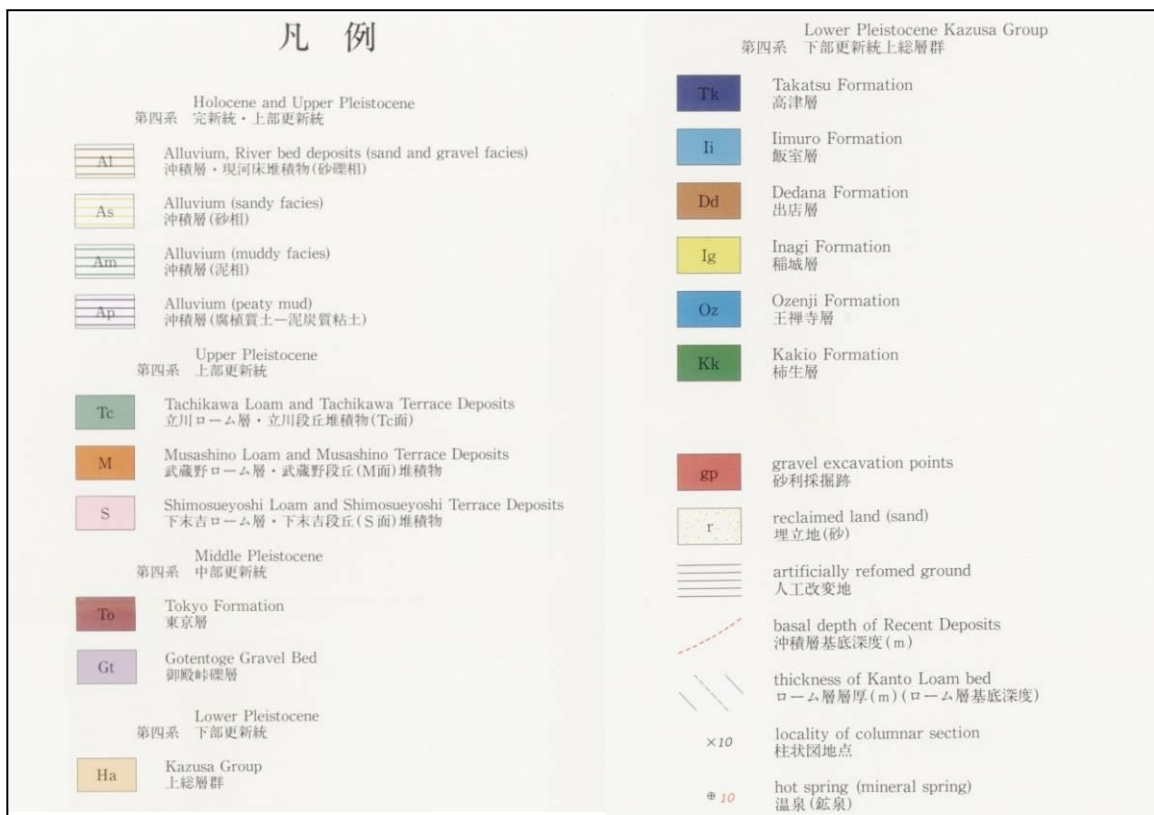 凡 例
Holocene and Upper Pleistocene
第四系 完新統・上部更新統
Al
Alluvium, River bed deposits (sand and gravel facies)
沖積層・現河床堆積物(砂礫相)
As
Alluvium (sandy facies)
沖積層(砂相)
Am
Alluvium (muddy facies)
沖積層(泥相)
Ap
Alluvium (peaty mud)
沖積層(腐植質土—泥炭質粘土)
Upper Pleistocene
第四系 上部更新統
Tc
Tachikawa Loam and Tachikawa Terrace Deposits
立川ローム層・立川段丘堆積物(Tc面)
M
Musashino Loam and Musashino Terrace Deposits
武蔵野ローム層・武蔵野段丘(M面)堆積物
S
Shimosueyoshi Loam and Shimosueyoshi Terrace Deposits
下末吉ローム層・下末吉段丘(S面)堆積物
Middle Pleistocene
第四系 中部更新統
To
Tokyo Formation
東京層
Gt
Gotentoge Gravel Bed
御殿峠礫層
Lower Pleistocene
第四系 下部更新統
Ha
Kazusa Group
上総層群
Lower Pleistocene Kazusa Group
第四系 下部更新統上総層群
Tk
Takatsu Formation
高津層
Ii
Iimuro Formation
飯室層
Dd
Dedana Formation
出店層
Ig
Inagi Formation
稲城層
Oz
Ozenji Formation
王禅寺層
Kk
Kakio Formation
柿生層
gp
gravel excavation points
砂利採掘跡
r
reclaimed land (sand)
埋立地(砂)
artificially refomed ground
人工改変地
basal depth of Recent Deposits
沖積層基底深度(m)
thickness of Kanto Loam bed
ローム層層厚(m)(ローム層基底深度)
×10
locality of columnar section
柱状図地点
⊕ 10
hot spring (mineral spring)
温泉(鉱泉)